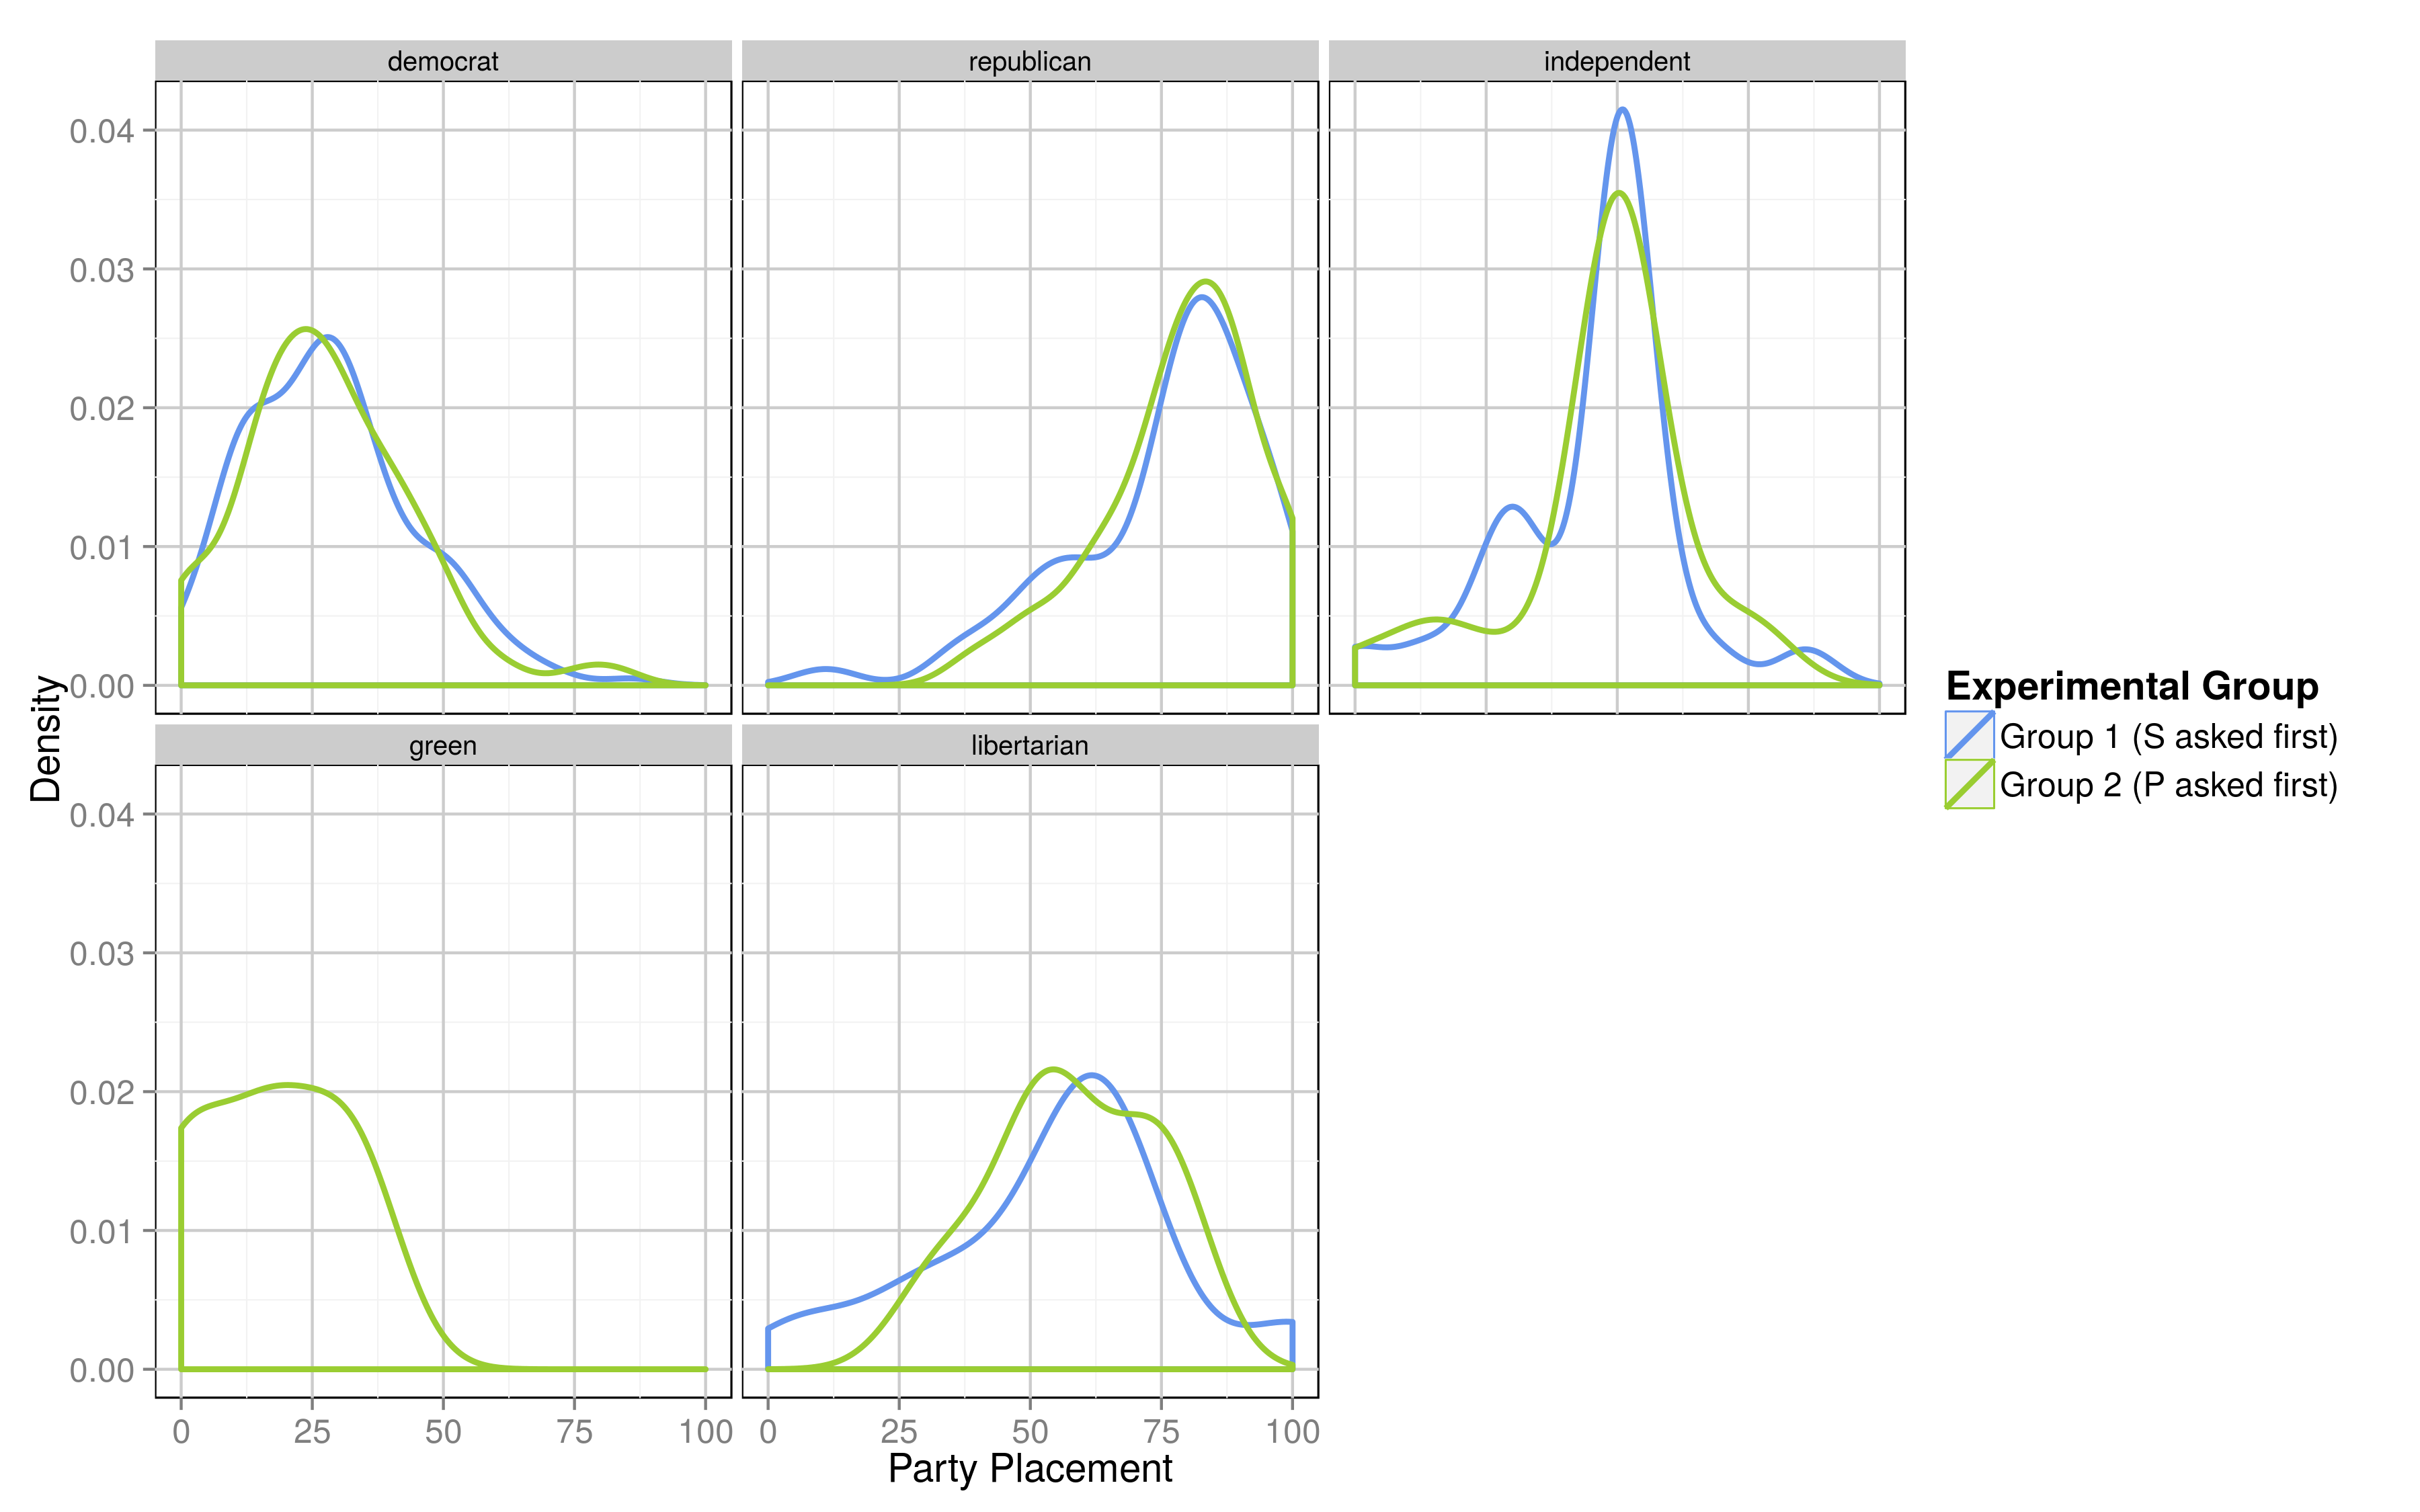 democrat
republican
independent
0.04
0.03
0.02
0.01
0.00
green
libertarian
0.04
0.03
0.02
0.01
0.00
0 25 50 75 100
0 25 50 75 100
Party Placement
Density
Experimental Group
Group 1 (S asked first)
Group 2 (P asked first)